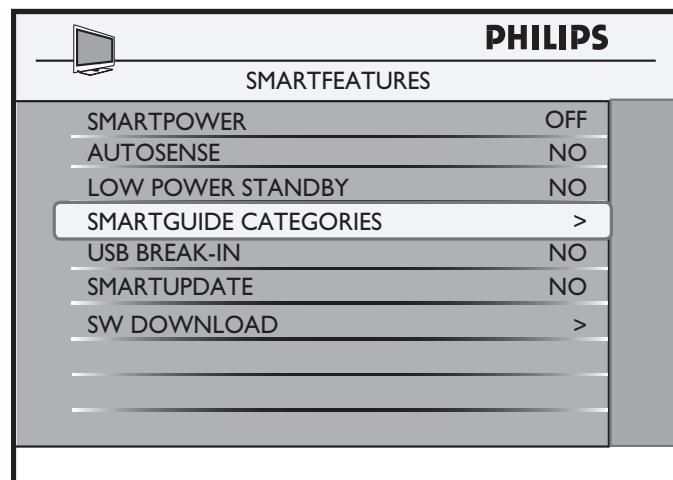 PHILIPS
SMARTFEATURES
SMARTPOWER OFF
AUTOSENSE NO
LOW POWER STANDBY NO
SMARTGUIDE CATEGORIES >
USB BREAK-IN NO
SMARTUPDATE NO
SW DOWNLOAD >